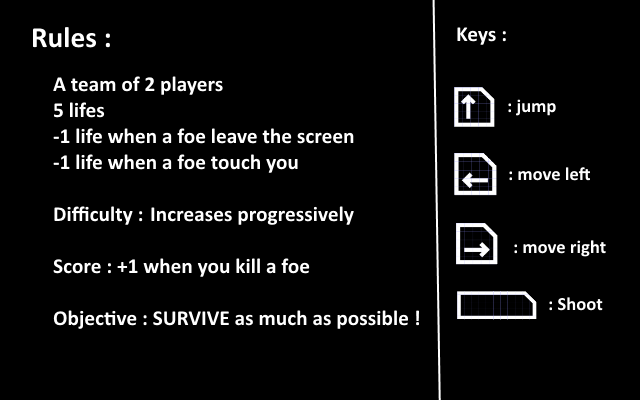 Rules :
A team of 2 players
5 lifes
-1 life when a foe leave the screen
-1 life when a foe touch you
Difficulty : Increases progressively
Score : +1 when you kill a foe
Objective : SURVIVE as much as possible !
Keys :
: jump
: move left
: move right
: Shoot